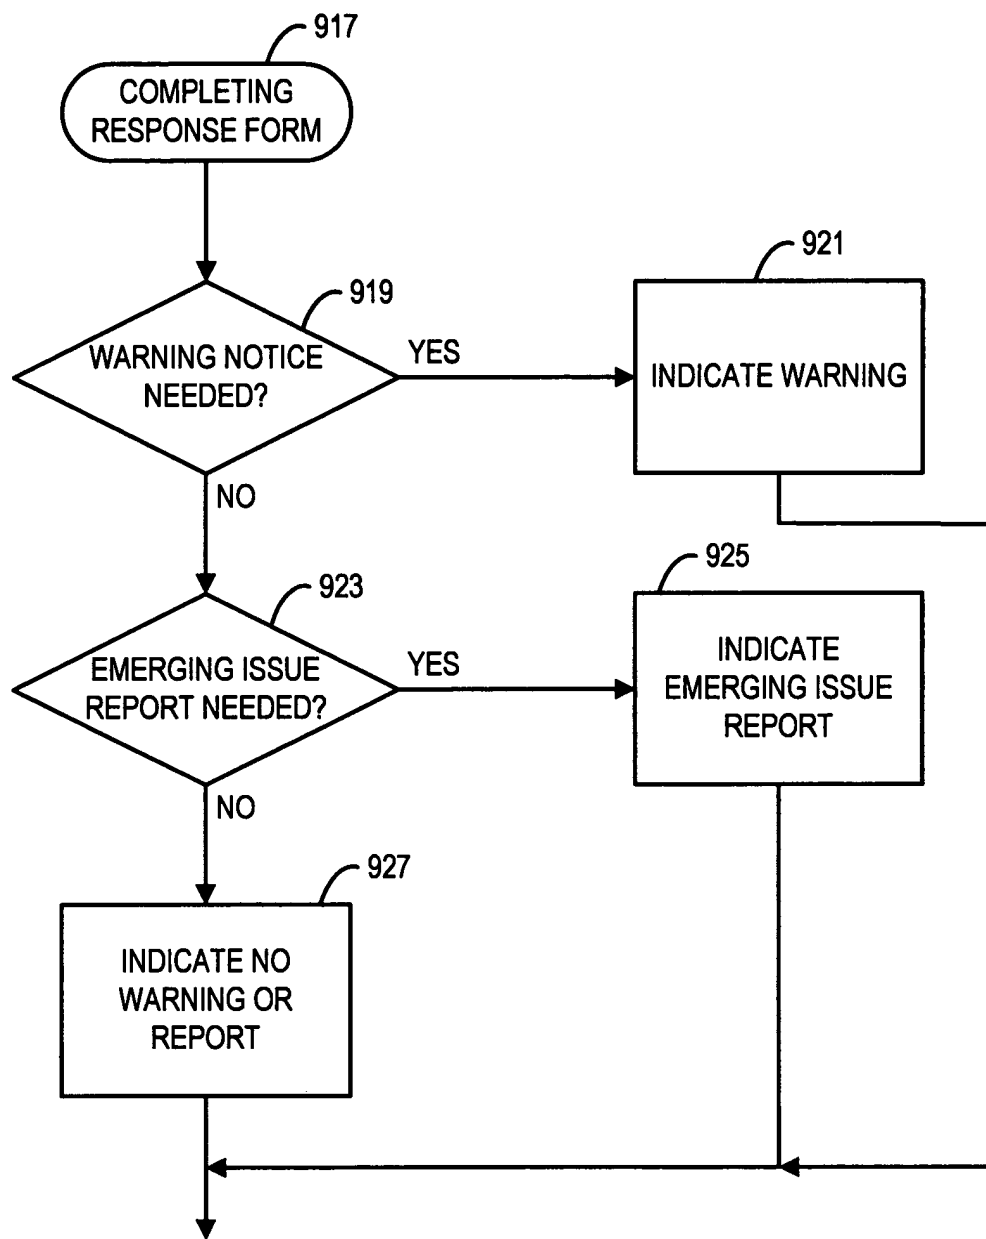 917
COMPLETING
RESPONSE FORM
919
WARNING NOTICE
NEEDED?
YES
921
INDICATE WARNING
NO
923
EMERGING ISSUE
REPORT NEEDED?
YES
925
INDICATE
EMERGING ISSUE
REPORT
NO
927
INDICATE NO
WARNING OR
REPORT